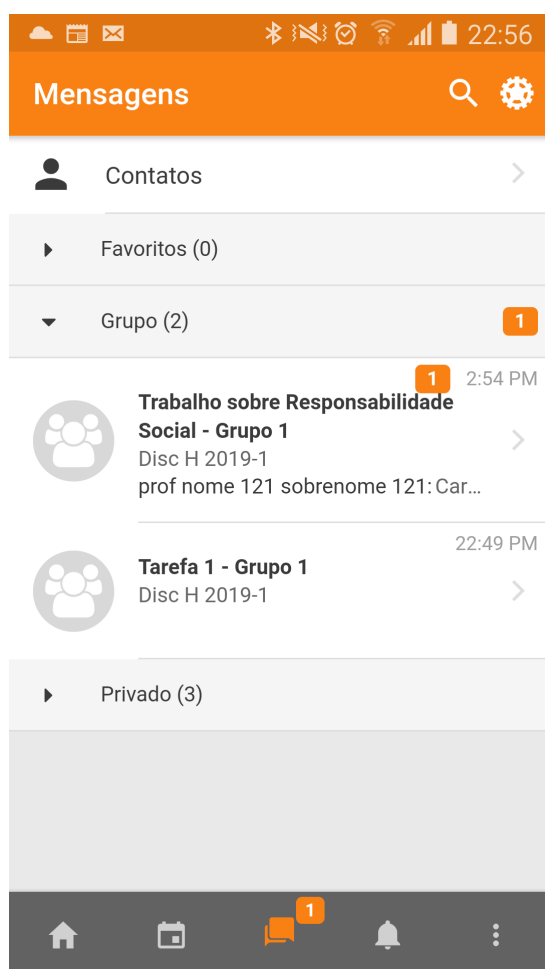 22:56
Mensagens
Contatos
Favoritos (0)
Grupo (2)
1
1
2:54 PM
Trabalho sobre Responsabilidade
Social - Grupo 1
Disc H 2019-1
prof nome 121 sobrenome 121: Car...
22:49 PM
Tarefa 1 - Grupo 1
Disc H 2019-1
Privado (3)
1